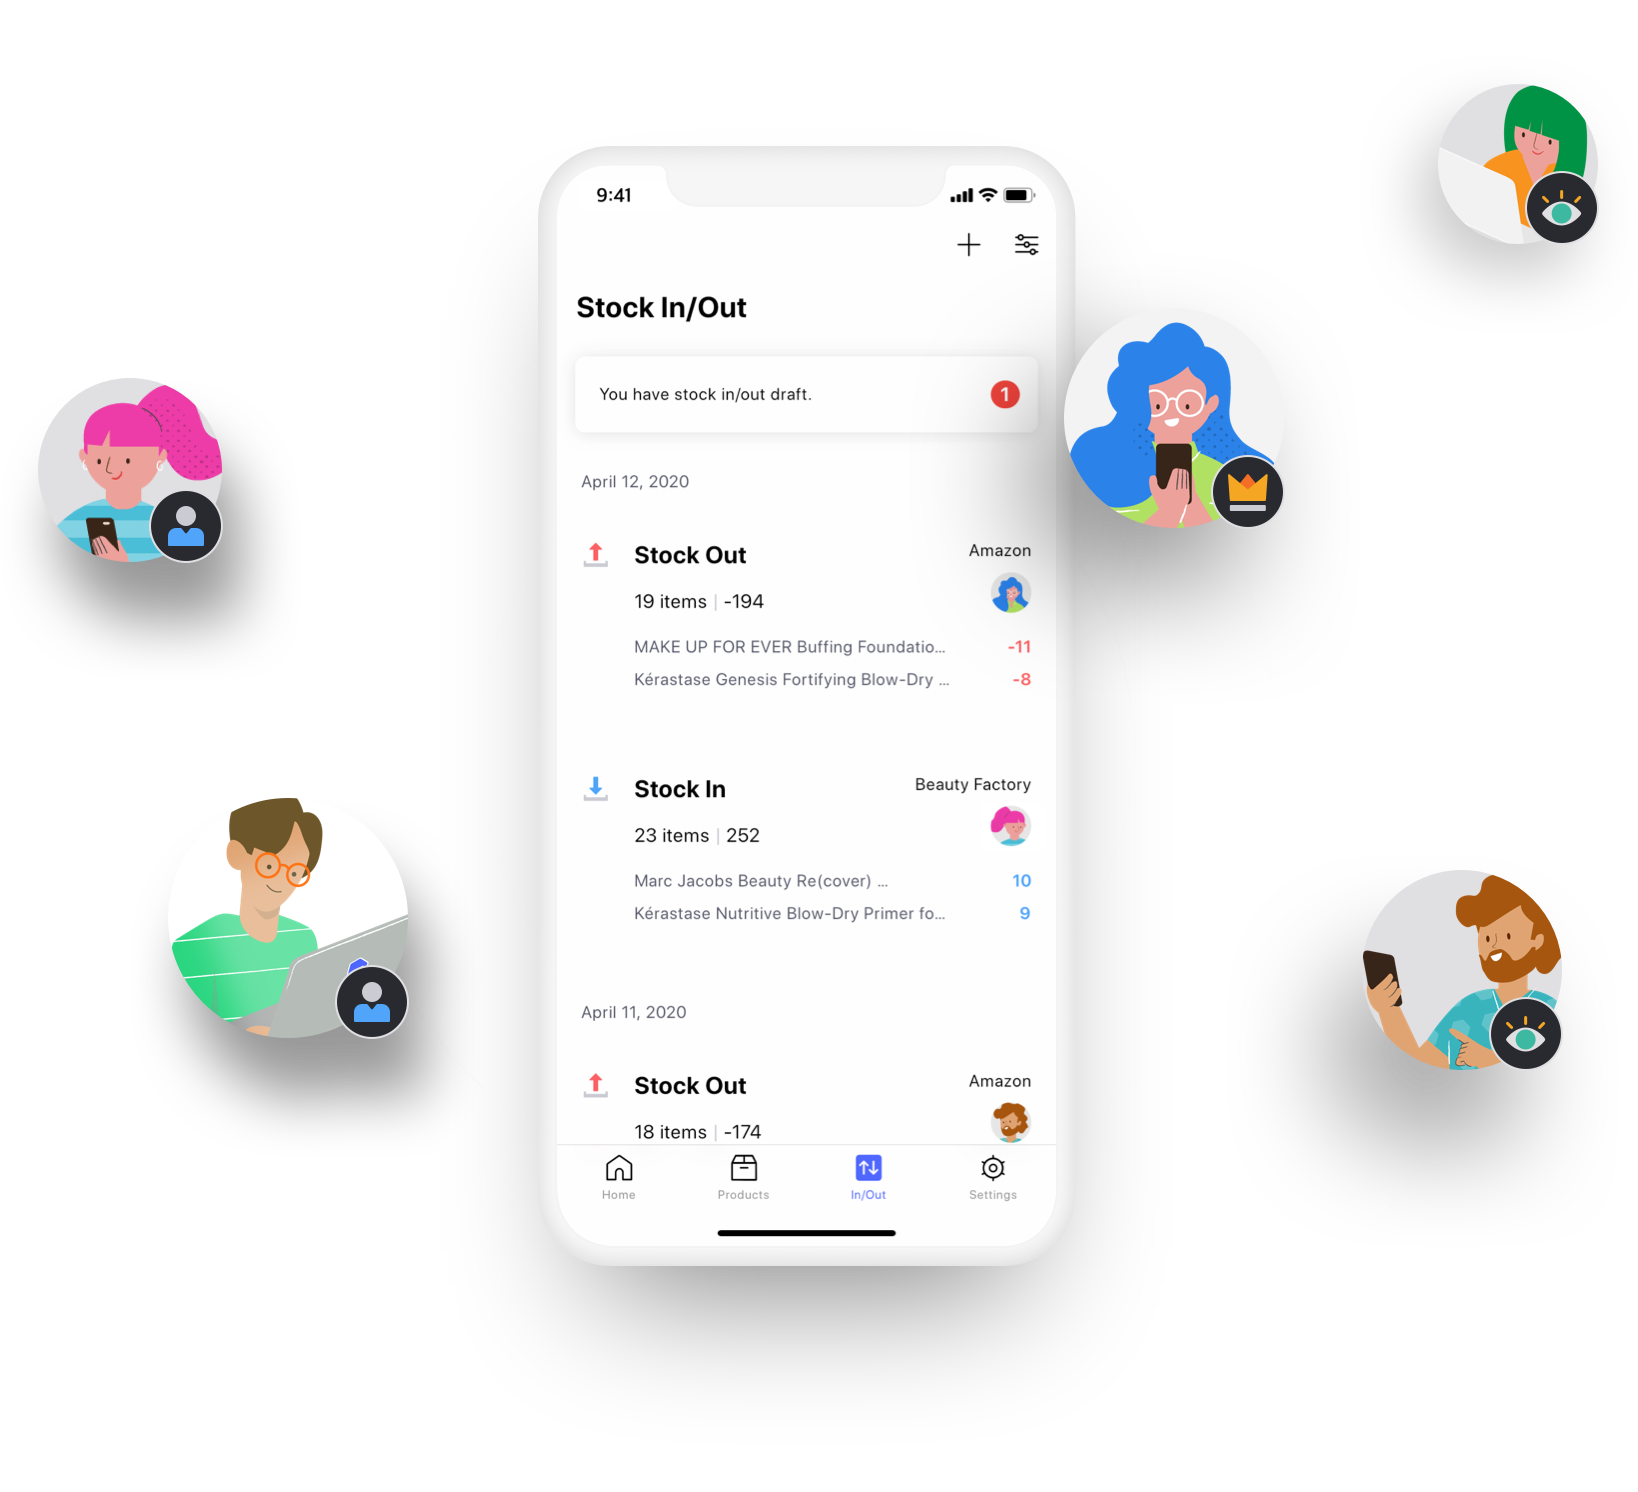 9:41
Stock In/Out
You have stock in/out draft.
1
April 12, 2020
Stock Out
Amazon
19 items | -194
MAKE UP FOR EVER Buffing Foundatio... -11
Kérastase Genesis Fortifying Blow-Dry ... -8
Stock In
Beauty Factory
23 items | 252
Marc Jacobs Beauty Re(cover) ... 10
Kérastase Nutritive Blow-Dry Primer fo... 9
April 11, 2020
Stock Out
Amazon
18 items | -174
Home
Products
In/Out
Settings